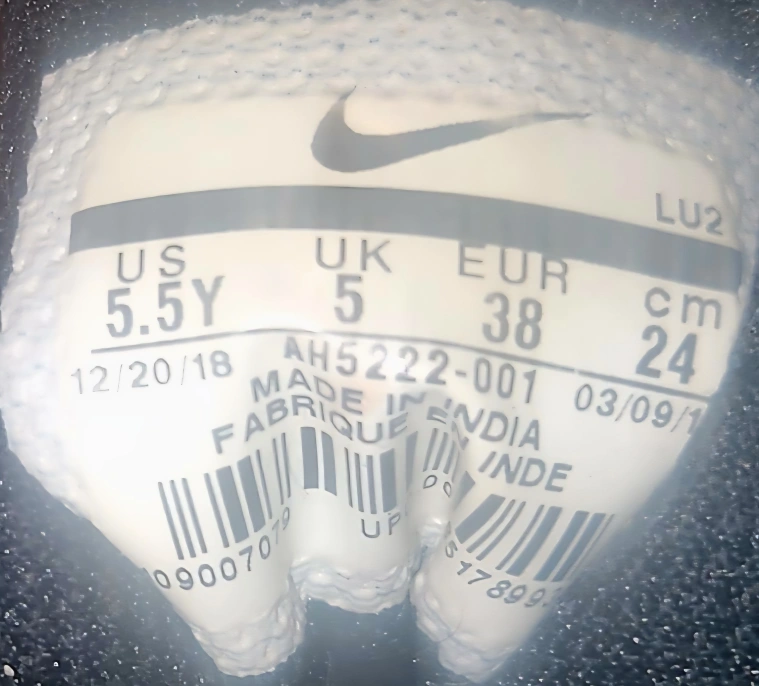 LU2
US UK EUR cm
5.5Y 5 38 24
12/20/18 AH5222-001 03/09/1
MADE IN INDIA
FABRIQUE EN INDE
UP